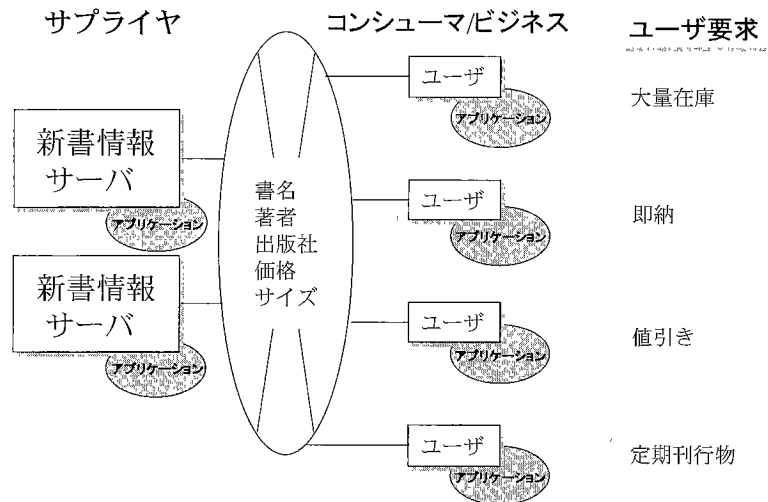 サプライヤ
コンシューマ/ビジネス
ユーザ要求
新書情報
サーバ
アプリケーション
新書情報
サーバ
アプリケーション
書名
著者
出版社
価格
サイズ
ユーザ
アプリケーション
大量在庫
ユーザ
アプリケーション
即納
ユーザ
アプリケーション
値引き
ユーザ
アプリケーション
定期刊行物